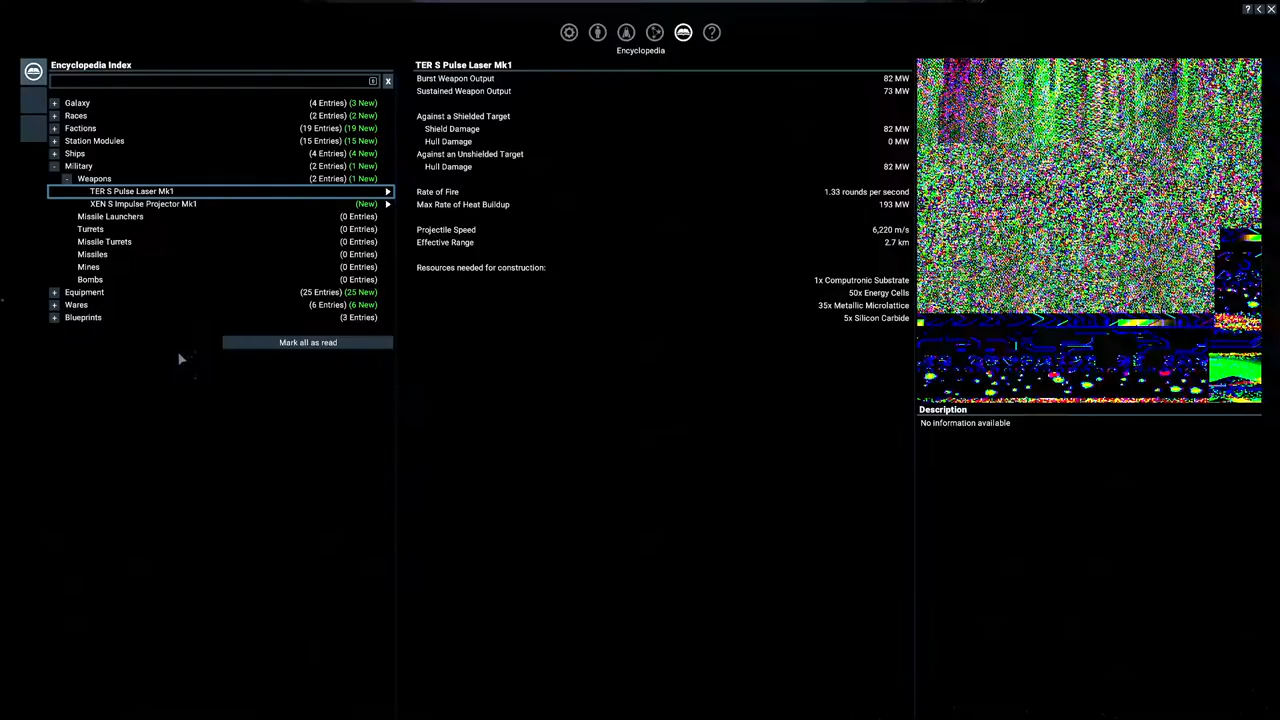 ? < X
Encyclopedia
Encyclopedia Index
X
+ Galaxy (4 Entries) (3 New)
+ Races (2 Entries) (2 New)
+ Factions (19 Entries) (19 New)
+ Station Modules (15 Entries) (15 New)
+ Ships (4 Entries) (4 New)
- Military (2 Entries) (1 New)
- Weapons (2 Entries) (1 New)
TER S Pulse Laser Mk1
XEN S Impulse Projector MK1 (New)
Missile Launchers (0 Entries)
Turrets (0 Entries)
Missile Turrets (0 Entries)
Missiles (0 Entries)
Mines (0 Entries)
Bombs (0 Entries)
+ Equipment (25 Entries) (25 New)
+ Wares (6 Entries) (6 New)
+ Blueprints (3 Entries)
Mark all as read
TER S Pulse Laser Mk1
Burst Weapon Output 82 MW
Sustained Weapon Output 73 MW
Against a Shielded Target
Shield Damage 82 MW
Hull Damage 0 MW
Against an Unshielded Target
Hull Damage 82 MW
Rate of Fire 1.33 rounds per second
Max Rate of Heat Buildup 193 MW
Projectile Speed 6,220 m/s
Effective Range 2.7 km
Resources needed for construction:
1x Computronic Substrate
50x Energy Cells
35x Metallic Microlattice
5x Silicon Carbide
Description
No information available